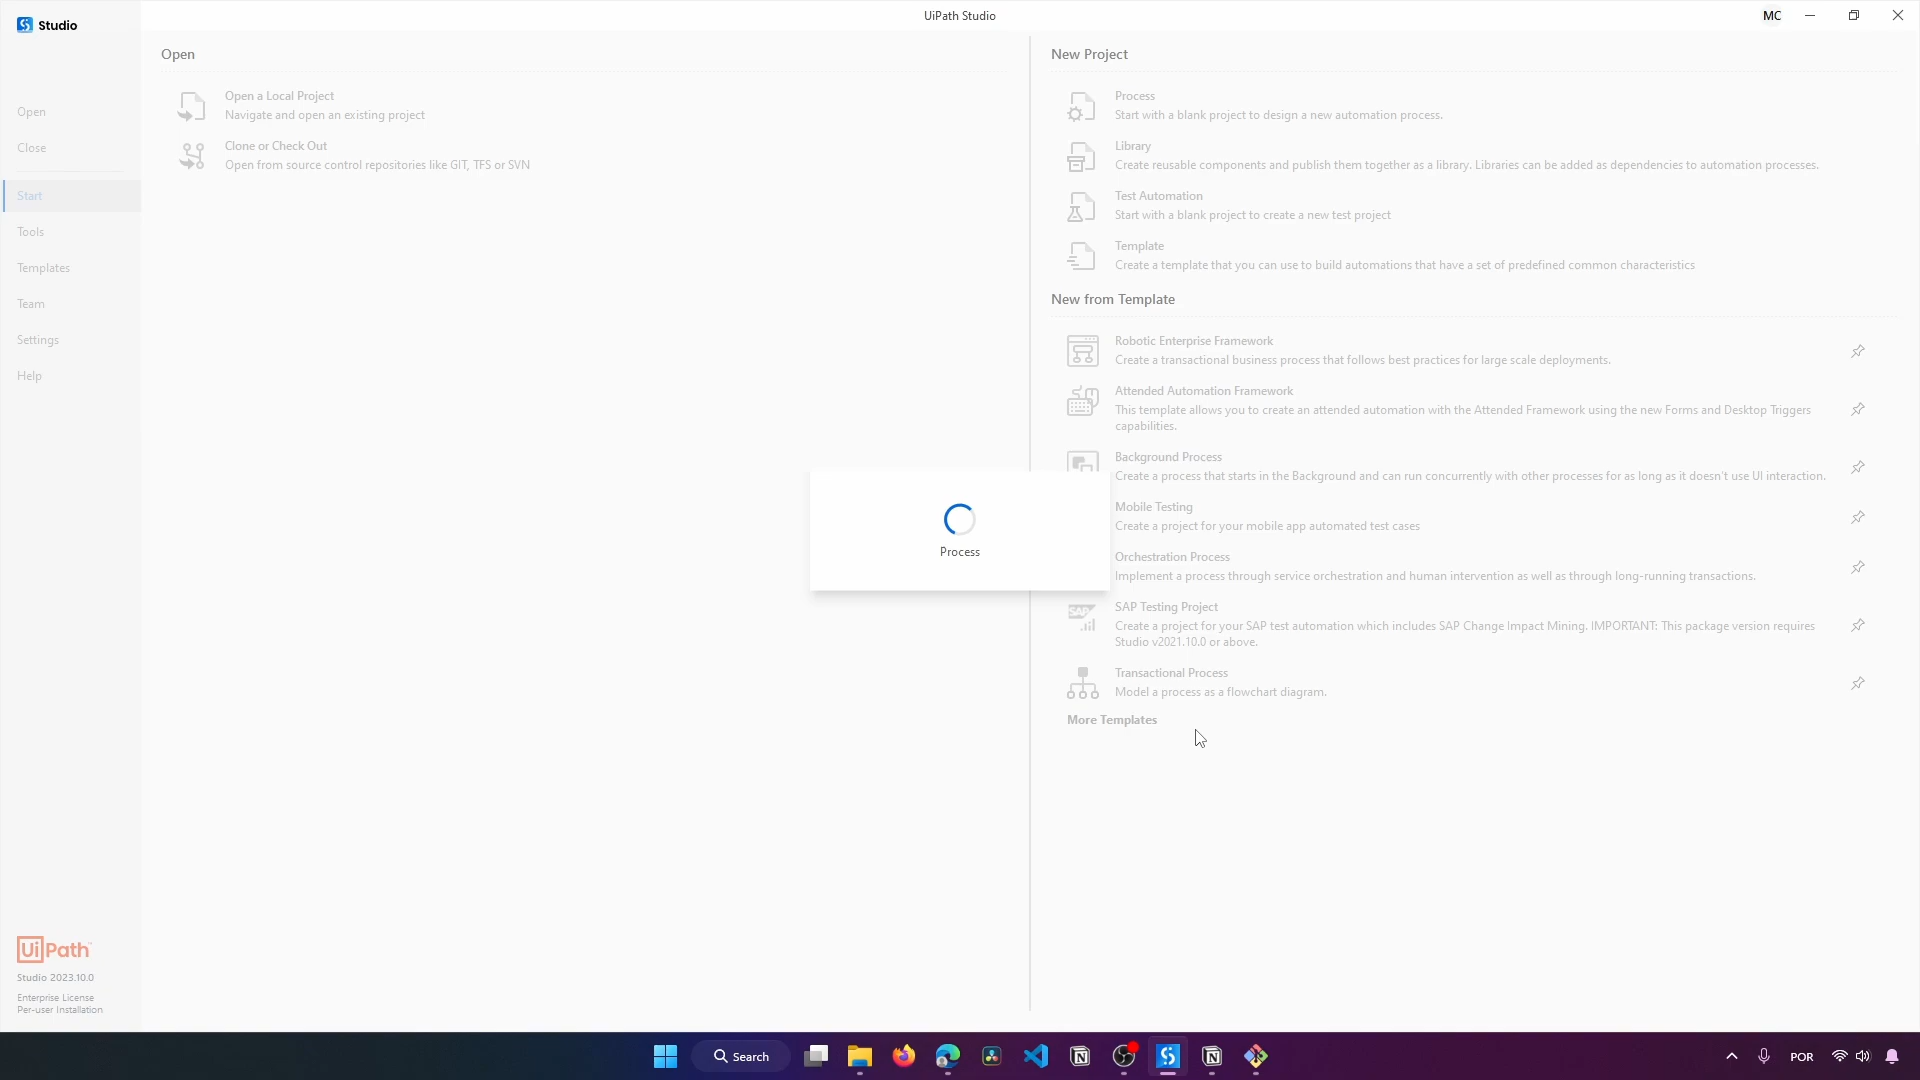 Studio
UiPath Studio
MC
Open
Close
Start
Tools
Templates
Team
Settings
Help
Open
Open a Local Project
Navigate and open an existing project
Clone or Check Out
Open from source control repositories like GIT, TFS or SVN
New Project
Process
Start with a blank project to design a new automation process.
Library
Create reusable components and publish them together as a library. Libraries can be added as dependencies to automation processes.
Test Automation
Start with a blank project to create a new test project
Template
Create a template that you can use to build automations that have a set of predefined common characteristics
New from Template
Robotic Enterprise Framework
Create a transactional business process that follows best practices for large scale deployments.
Attended Automation Framework
This template allows you to create an attended automation with the Attended Framework using the new Forms and Desktop Triggers
capabilities.
Background Process
Create a process that starts in the Background and can run concurrently with other processes for as long as it doesn't use UI interaction.
Mobile Testing
Create a project for your mobile app automated test cases
Orchestration Process
Implement a process through service orchestration and human intervention as well as through long-running transactions.
SAP
SAP Testing Project
Create a project for your SAP test automation which includes SAP Change Impact Mining. IMPORTANT: This package version requires
Studio v2021.10.0 or above.
Transactional Process
Model a process as a flowchart diagram.
More Templates
Process
UiPath
Studio 2023.10.0
Enterprise License
Per-user Installation
Search
POR